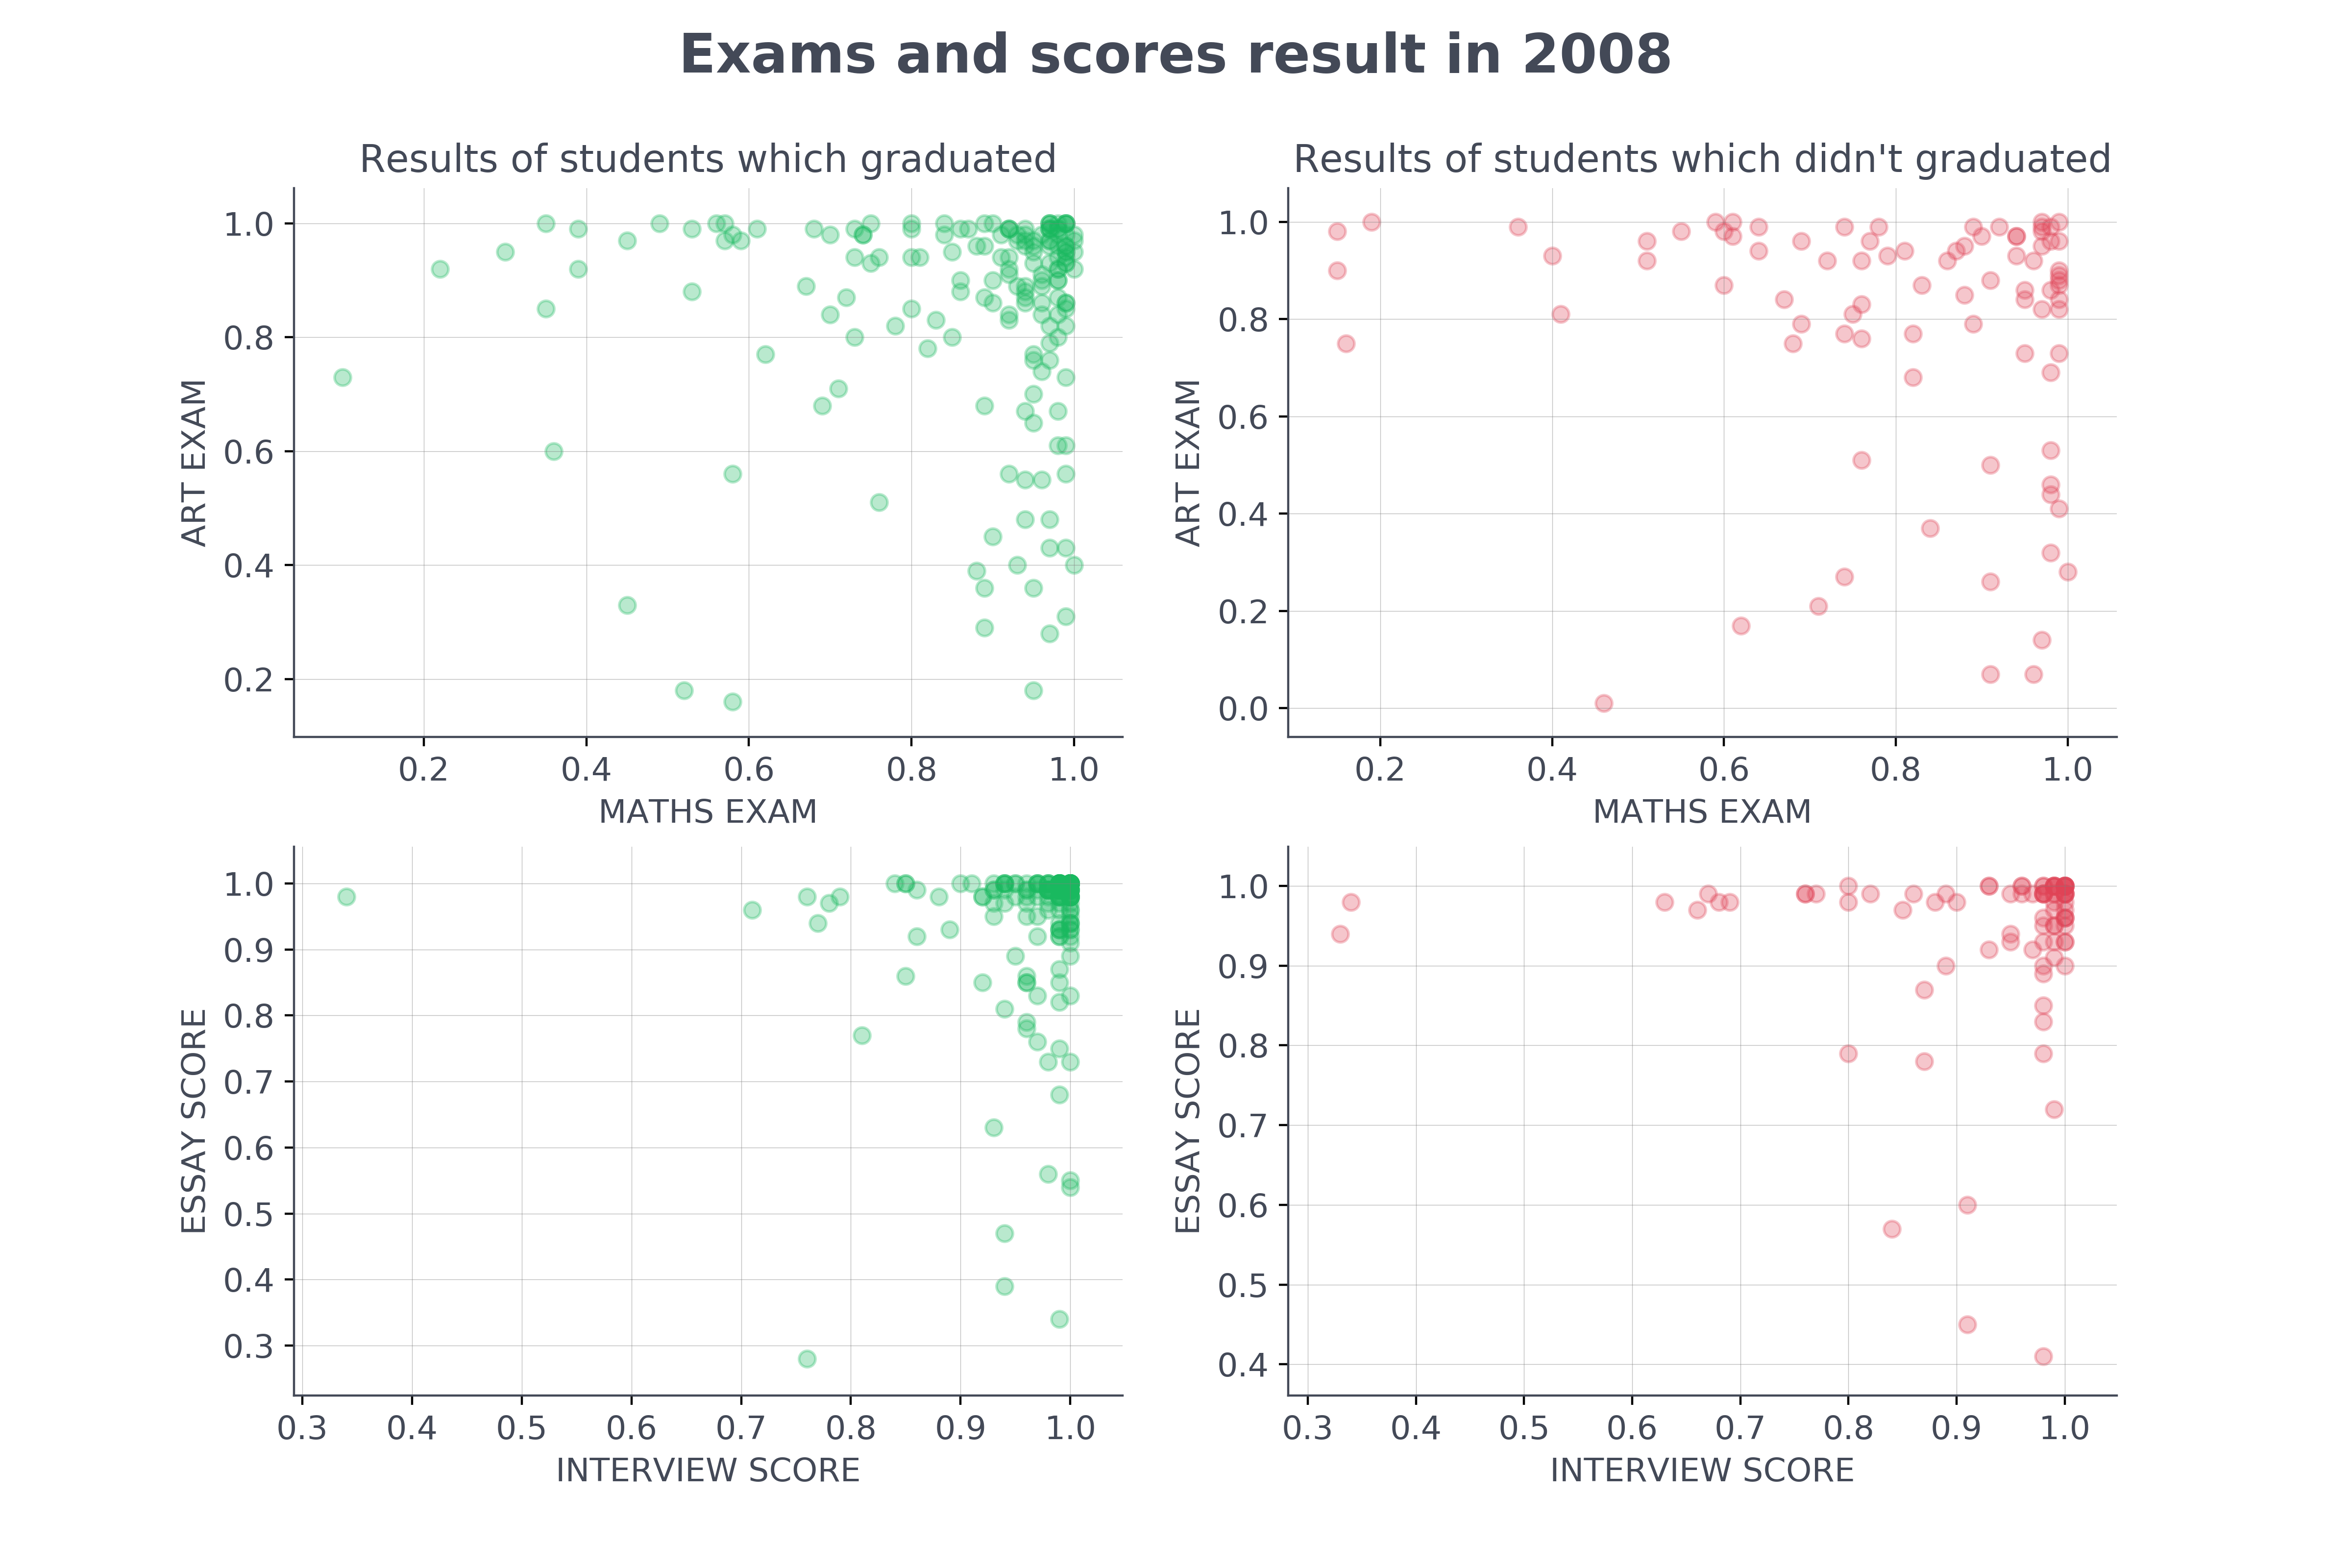 Exams and scores result in 2008
Results of students which graduated
1.0
0.8
0.6
0.4
0.2
ART EXAM
0.2 0.4 0.6 0.8 1.0
MATHS EXAM
Results of students which didn't graduated
1.0
0.8
0.6
0.4
0.2
0.0
ART EXAM
0.2 0.4 0.6 0.8 1.0
MATHS EXAM
1.0
0.9
0.8
0.7
0.6
0.5
0.4
0.3
ESSAY SCORE
0.3 0.4 0.5 0.6 0.7 0.8 0.9 1.0
INTERVIEW SCORE
1.0
0.9
0.8
0.7
0.6
0.5
0.4
ESSAY SCORE
0.3 0.4 0.5 0.6 0.7 0.8 0.9 1.0
INTERVIEW SCORE